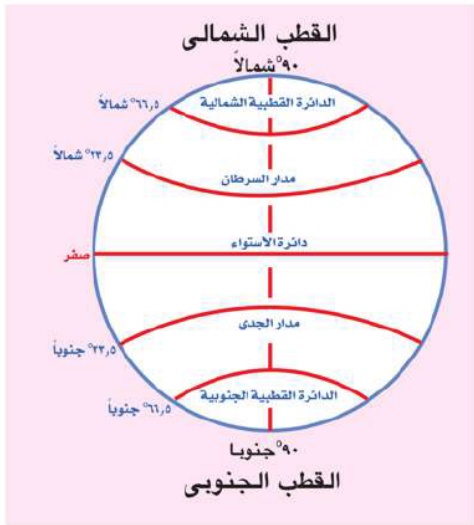 القطب الشمالى
٩٠° شمالاً
الدائرة القطبية الشمالية
٦٦,٥° شمالاً
٢٣,٥° شمالاً
مدار السرطان
دائرة الأستواء
صفر
مدار الجدى
٢٣,٥° جنوباً
الدائرة القطبية الجنوبية
٦٦,٥° جنوباً
٩٠° جنوبا
القطب الجنوبى